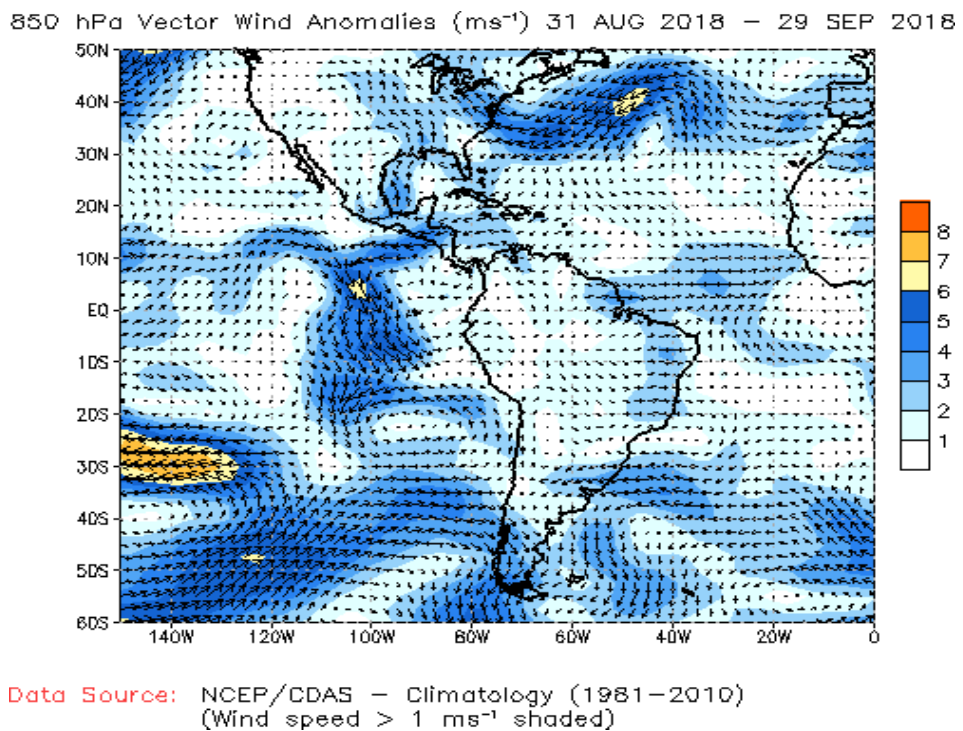 850 hPa Vector Wind Anomalies (ms⁻¹) 31 AUG 2018 – 29 SEP 2018
50N
40N
30N
20N
10N
EQ
10S
20S
30S
40S
50S
60S
140W 120W 100W 80W 60W 40W 20W 0
8
7
6
5
4
3
2
1
Data Source: NCEP/CDAS – Climatology (1981–2010)
(Wind speed > 1 ms⁻¹ shaded)